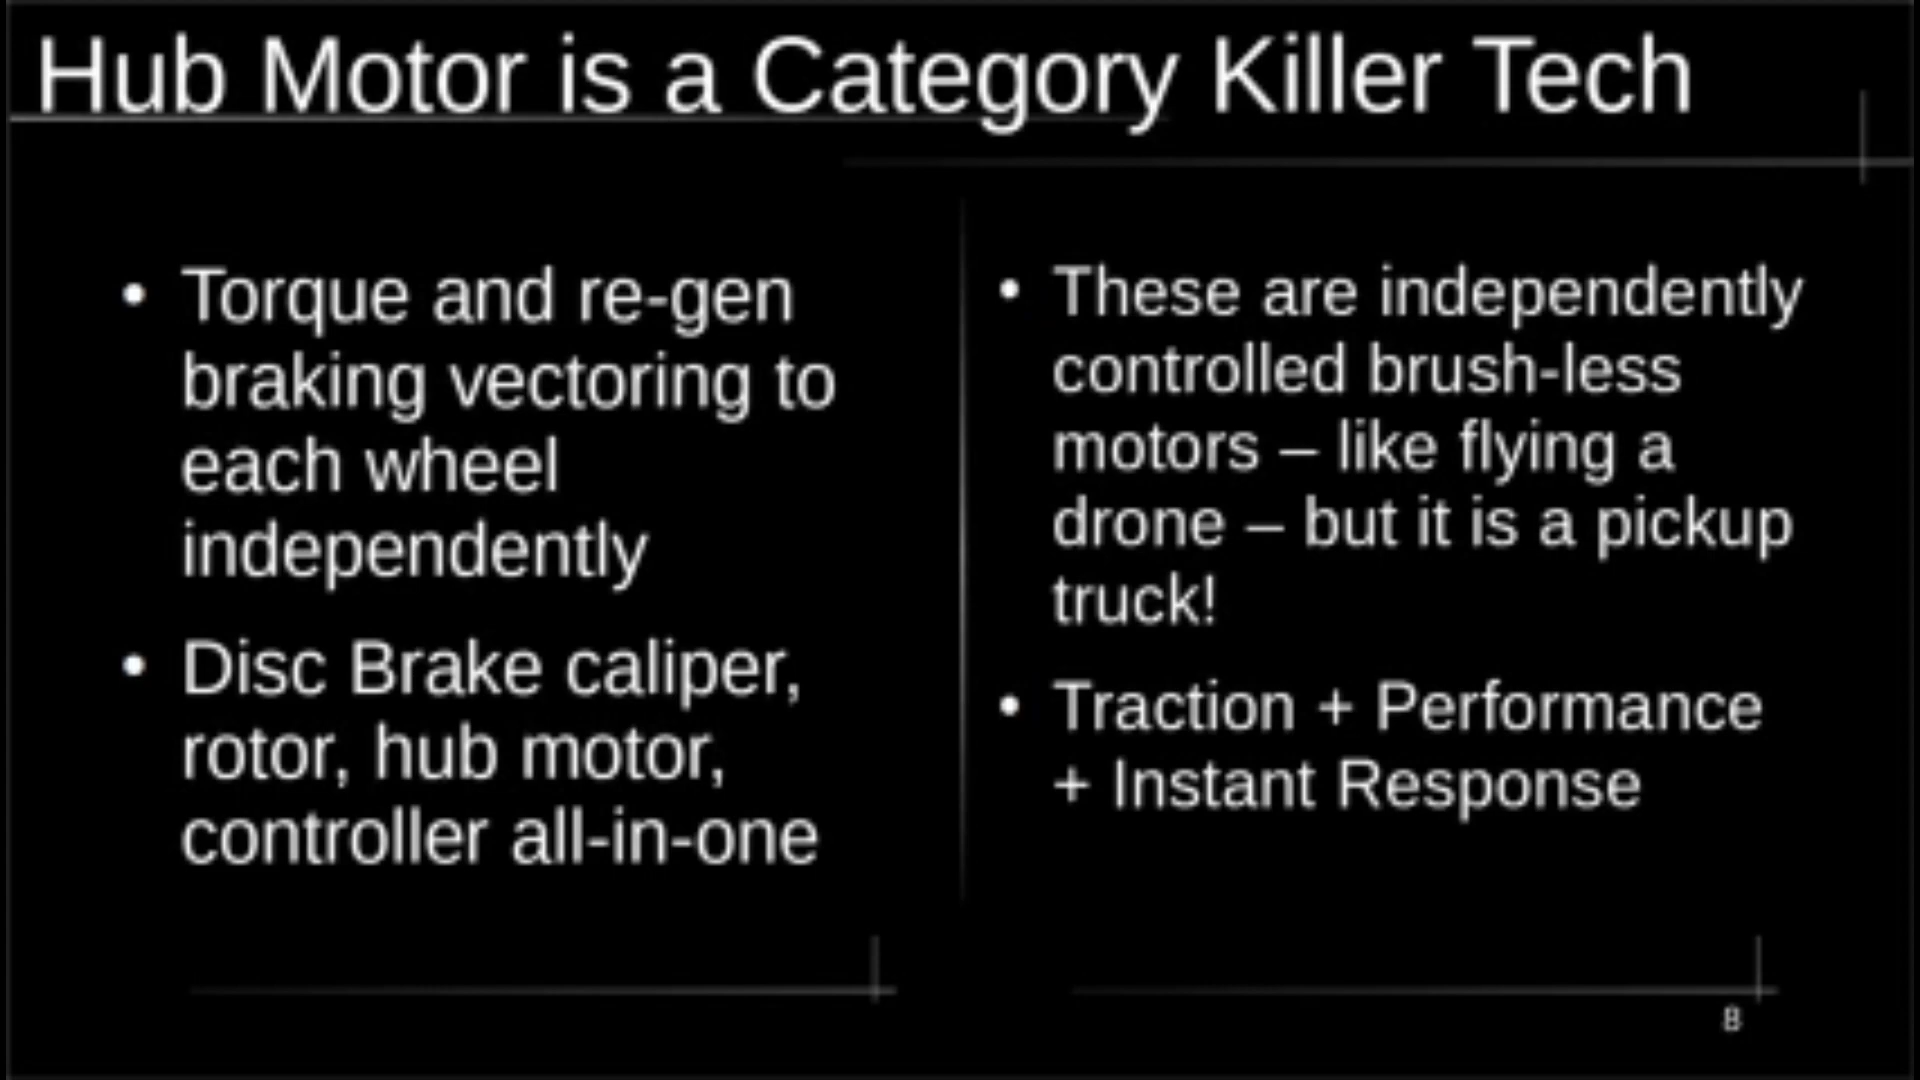 Hub Motor is a Category Killer Tech
• Torque and re-gen
braking vectoring to
each wheel
independently
• Disc Brake caliper,
rotor, hub motor,
controller all-in-one
• These are independently
controlled brush-less
motors – like flying a
drone – but it is a pickup
truck!
• Traction + Performance
+ Instant Response
8